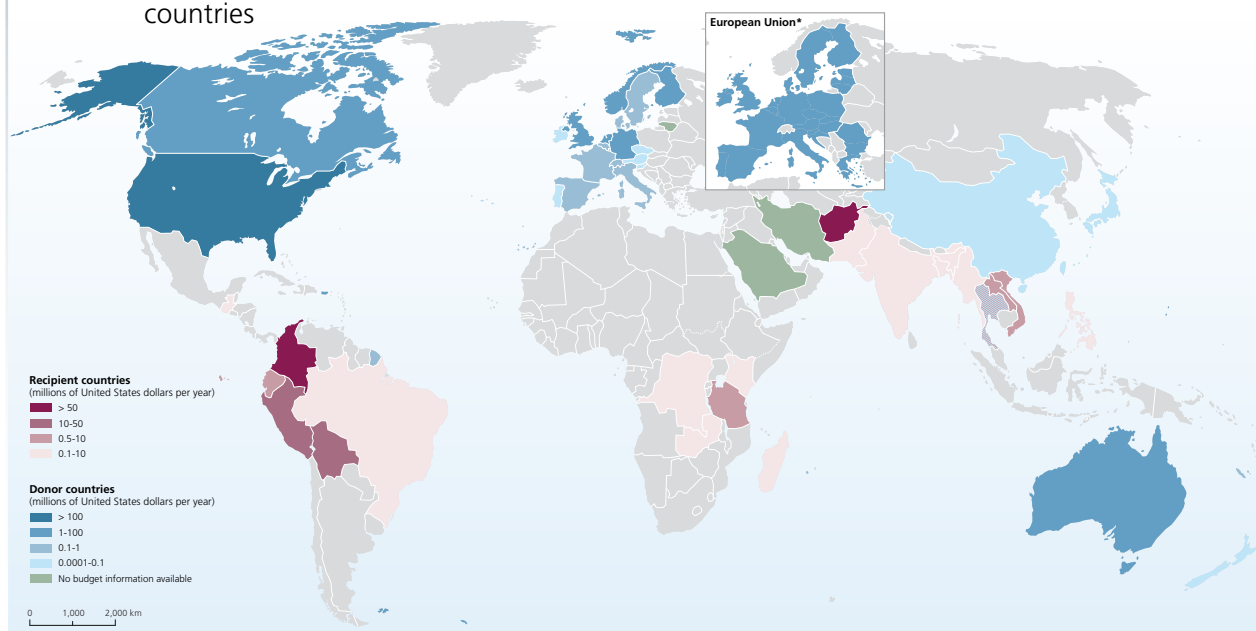 countries
European Union*
Recipient countries
(millions of United States dollars per year)
> 50
10-50
0.5-10
0.1-10
Donor countries
(millions of United States dollars per year)
> 100
1-100
0.1-1
0.0001-0.1
No budget information available
0 1,000 2,000 km